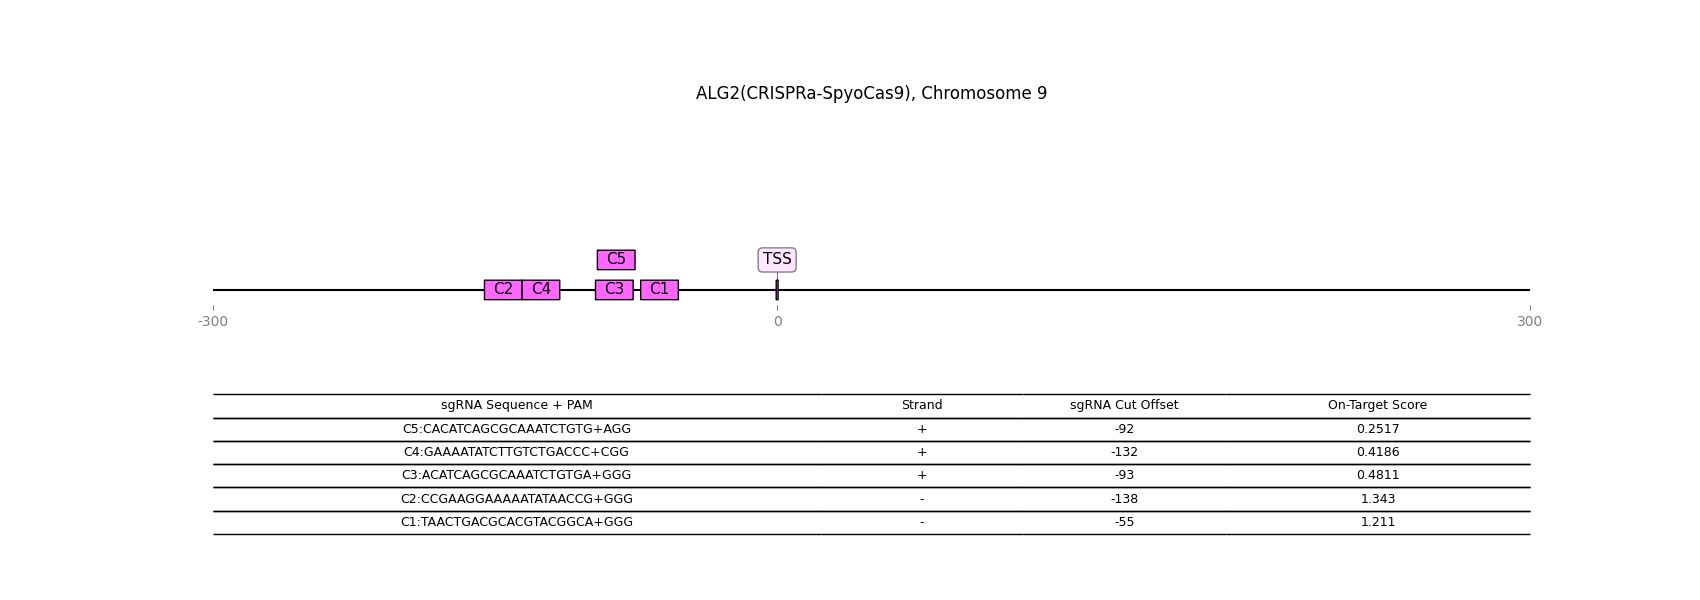 ALG2(CRISPRa-SpyoCas9), Chromosome 9
C5 TSS
C2 C4 C3 C1
-300 0 300
sgRNA Sequence + PAM Strand sgRNA Cut Offset On-Target Score
C5:CACATCAGCGCAAATCTGTG+AGG + -92 0.2517
C4:GAAAATATCTTGTCTGACCC+CGG + -132 0.4186
C3:ACATCAGCGCAAATCTGTGA+GGG + -93 0.4811
C2:CCGAAGGAAAAATATAACCG+GGG - -138 1.343
C1:TAACTGACGCACGTACGGCA+GGG - -55 1.211